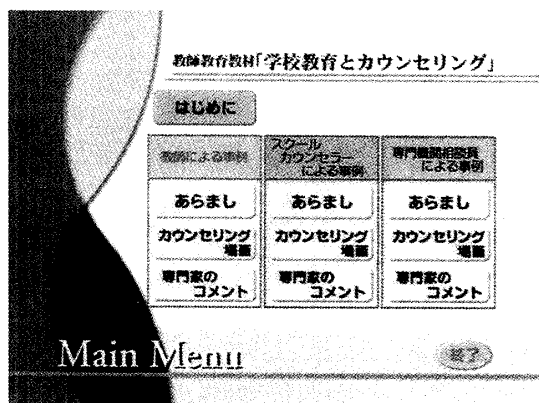 教師教育教材「学校教育とカウンセリング」
はじめに
教師による事例
スクール
カウンセラー
による事例
専門機関相談員
による事例
あらまし
あらまし
あらまし
カウンセリング
場面
カウンセリング
場面
カウンセリング
場面
専門家の
コメント
専門家の
コメント
専門家の
コメント
Main Menu
終了